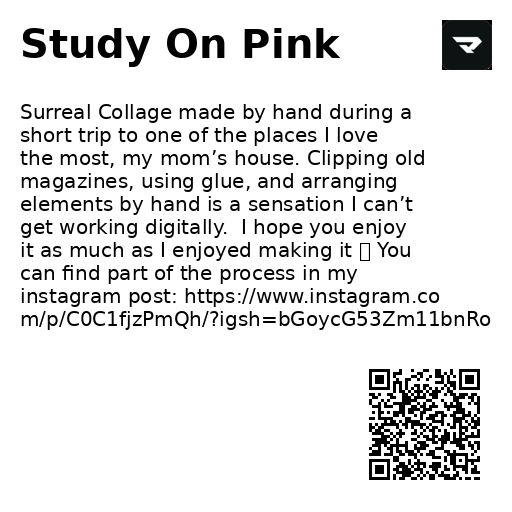 Study On Pink
Surreal Collage made by hand during a
short trip to one of the places I love
the most, my mom’s house. Clipping old
magazines, using glue, and arranging
elements by hand is a sensation I can’t
get working digitally.  I hope you enjoy
it as much as I enjoyed making it ▯ You
can find part of the process in my
instagram post: https://www.instagram.co
m/p/C0C1fjzPmQh/?igsh=bGoycG53Zm11bnRo